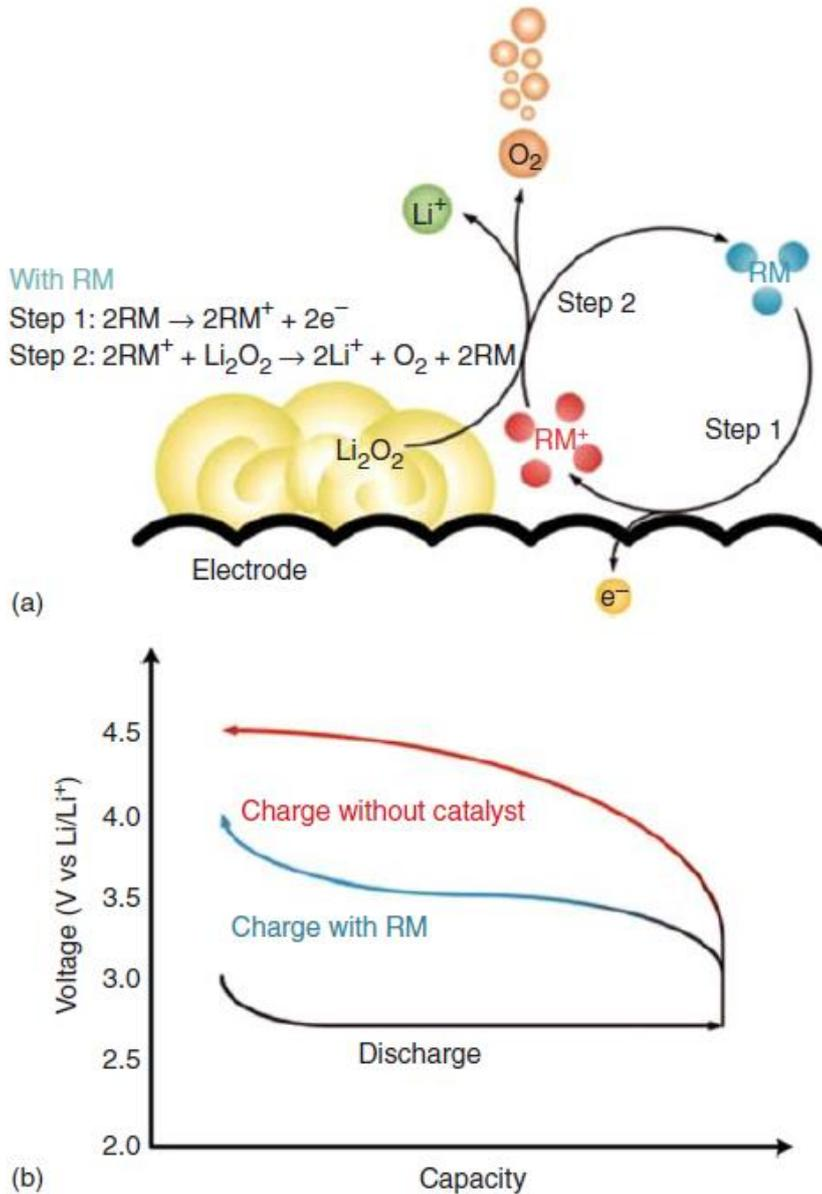 O₂
Li⁺
RM
With RM
Step 2
Step 1: 2RM → 2RM⁺ + 2e⁻
Step 2: 2RM⁺ + Li₂O₂ → 2Li⁺ + O₂ + 2RM
Step 1
RM⁺
Li₂O₂
Electrode
e⁻
(a)
4.5
Charge without catalyst
4.0
3.5
Charge with RM
3.0
Discharge
2.5
2.0
Voltage (V vs Li/Li⁺)
Capacity
(b)